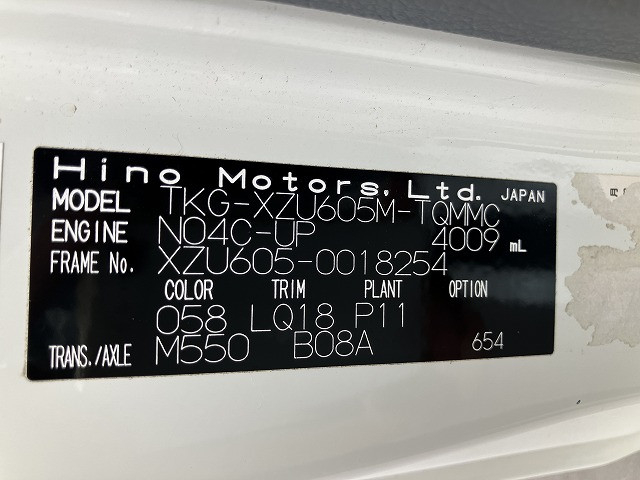 Hino Motors, Ltd. JAPAN
MODEL TKG-XZU605M-TQMMC
ENGINE N04C-UP 4009 mL
FRAME No. XZU605-0018254
COLOR TRIM PLANT OPTION
058 LQ18 P11
TRANS./AXLE M550 B08A 654